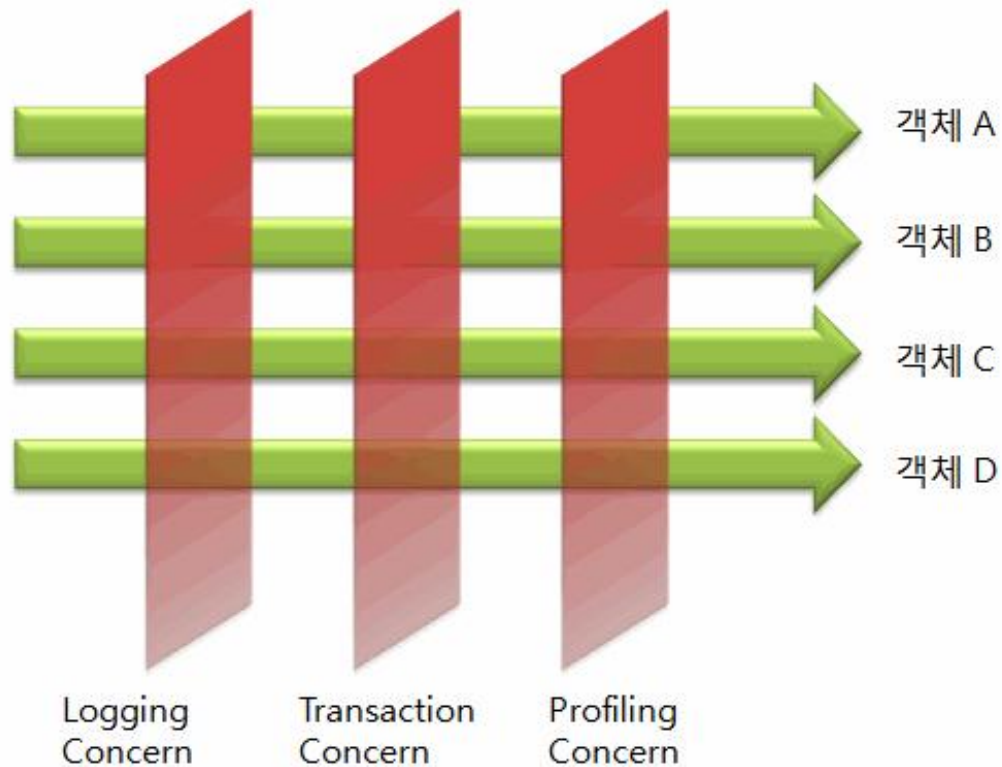 객체 A
객체 B
객체 C
객체 D
Logging
Concern
Transaction
Concern
Profiling
Concern